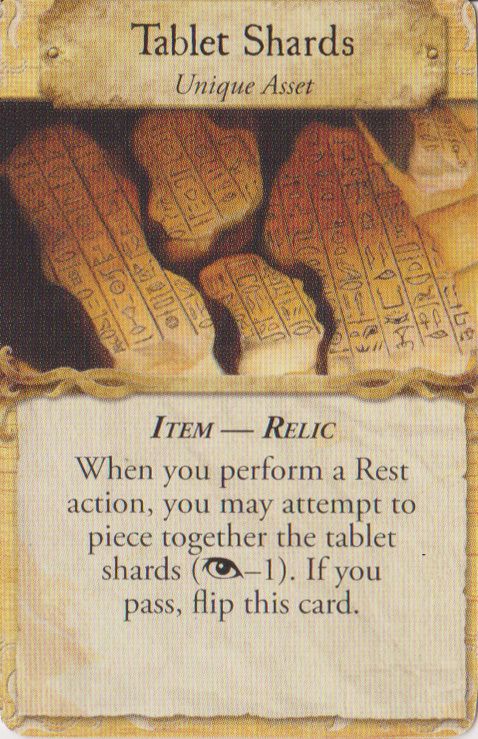 Tablet Shards
Unique Asset
ITEM — RELIC
When you perform a Rest
action, you may attempt to
piece together the tablet
shards (–1). If you
pass, flip this card.